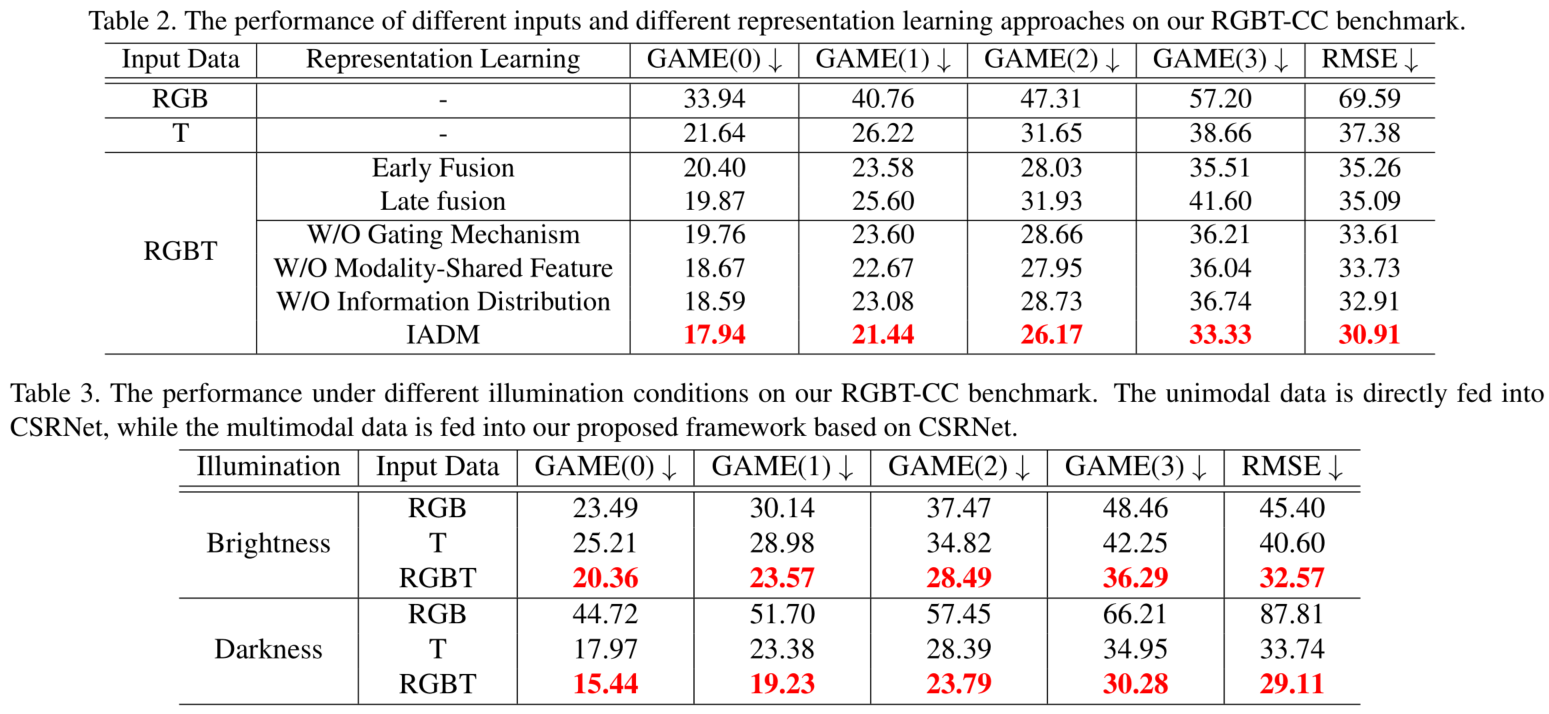 Table 2. The performance of different inputs and different representation learning approaches on our RGBT-CC benchmark.
Input Data Representation Learning GAME(0) ↓ GAME(1) ↓ GAME(2) ↓ GAME(3) ↓ RMSE ↓
RGB - 33.94 40.76 47.31 57.20 69.59
T - 21.64 26.22 31.65 38.66 37.38
Early Fusion 20.40 23.58 28.03 35.51 35.26
Late fusion 19.87 25.60 31.93 41.60 35.09
RGBT
W/O Gating Mechanism 19.76 23.60 28.66 36.21 33.61
W/O Modality-Shared Feature 18.67 22.67 27.95 36.04 33.73
W/O Information Distribution 18.59 23.08 28.73 36.74 32.91
IADM 17.94 21.44 26.17 33.33 30.91
Table 3. The performance under different illumination conditions on our RGBT-CC benchmark. The unimodal data is directly fed into
CSRNet, while the multimodal data is fed into our proposed framework based on CSRNet.
Illumination Input Data GAME(0) ↓ GAME(1) ↓ GAME(2) ↓ GAME(3) ↓ RMSE ↓
RGB 23.49 30.14 37.47 48.46 45.40
Brightness T 25.21 28.98 34.82 42.25 40.60
RGBT 20.36 23.57 28.49 36.29 32.57
RGB 44.72 51.70 57.45 66.21 87.81
Darkness T 17.97 23.38 28.39 34.95 33.74
RGBT 15.44 19.23 23.79 30.28 29.11